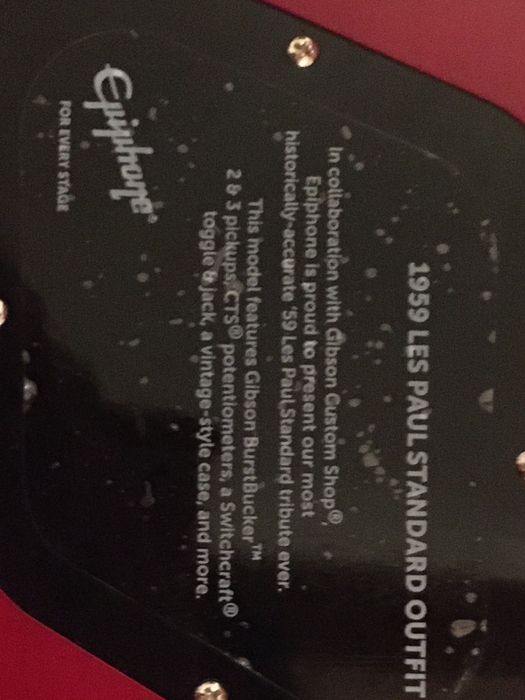 1959 LES PAUL STANDARD OUTFIT
In collaboration with Gibson Custom Shop®,
Epiphone is proud to present our most
historically-accurate '59 Les Paul Standard tribute ever.
This model features Gibson BurstBucker™
2 & 3 pickups, CTS® potentiometers, a Switchcraft®
toggle & jack, a vintage-style case, and more.
Epiphone®
FOR EVERY STAGE